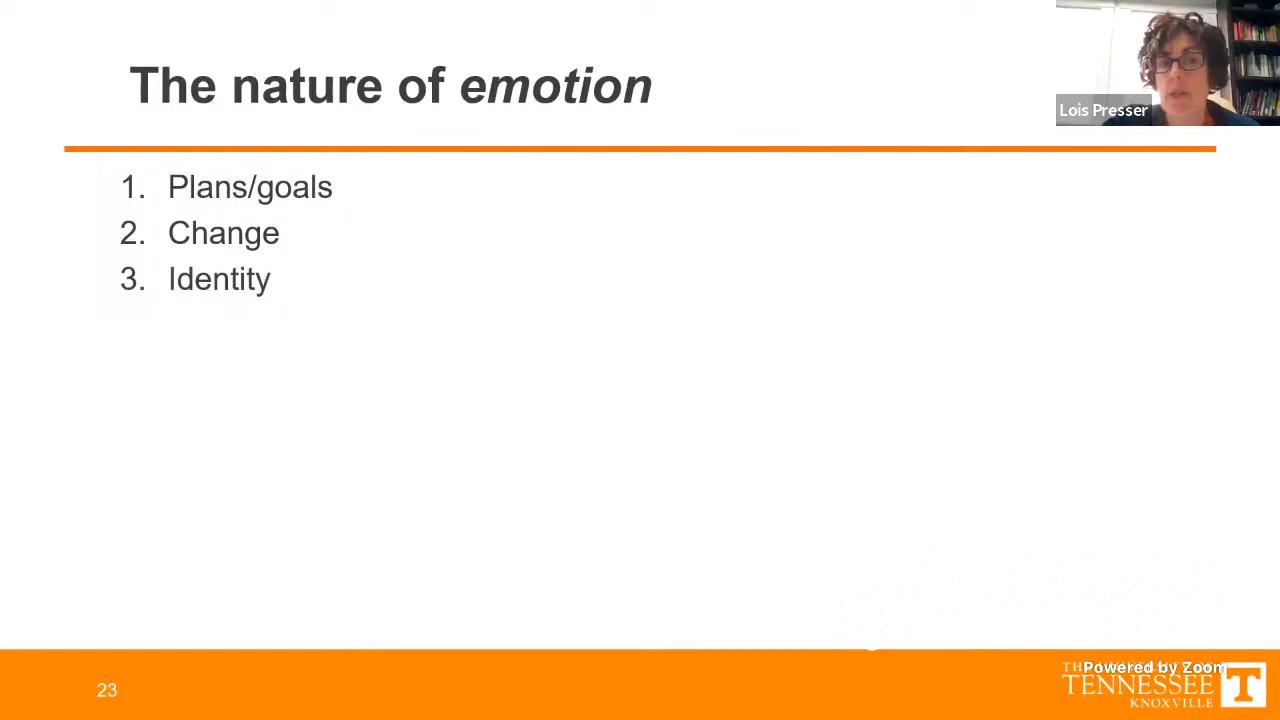 The nature of emotion
Lois Presser
1. Plans/goals
2. Change
3. Identity
23
Powered by Zoom
TENNESSEE
KNOXVILLE
T